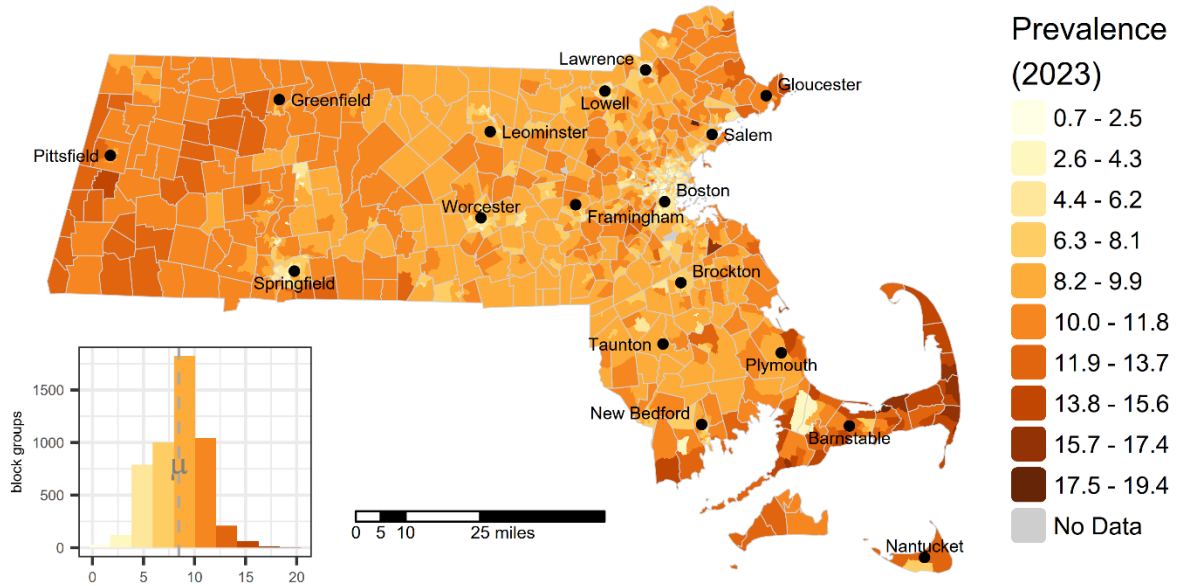 Prevalence
(2023)
0.7 - 2.5
2.6 - 4.3
4.4 - 6.2
6.3 - 8.1
8.2 - 9.9
10.0 - 11.8
11.9 - 13.7
13.8 - 15.6
15.7 - 17.4
17.5 - 19.4
No Data
Lawrence
Gloucester
Greenfield
Lowell
Leominster
Salem
Pittsfield
Boston
Worcester
Framingham
Springfield
Brockton
Taunton
Plymouth
New Bedford
Barnstable
Nantucket
block groups
1500
1000
500
0
μ
0 5 10 15 20
0 5 10 25 miles